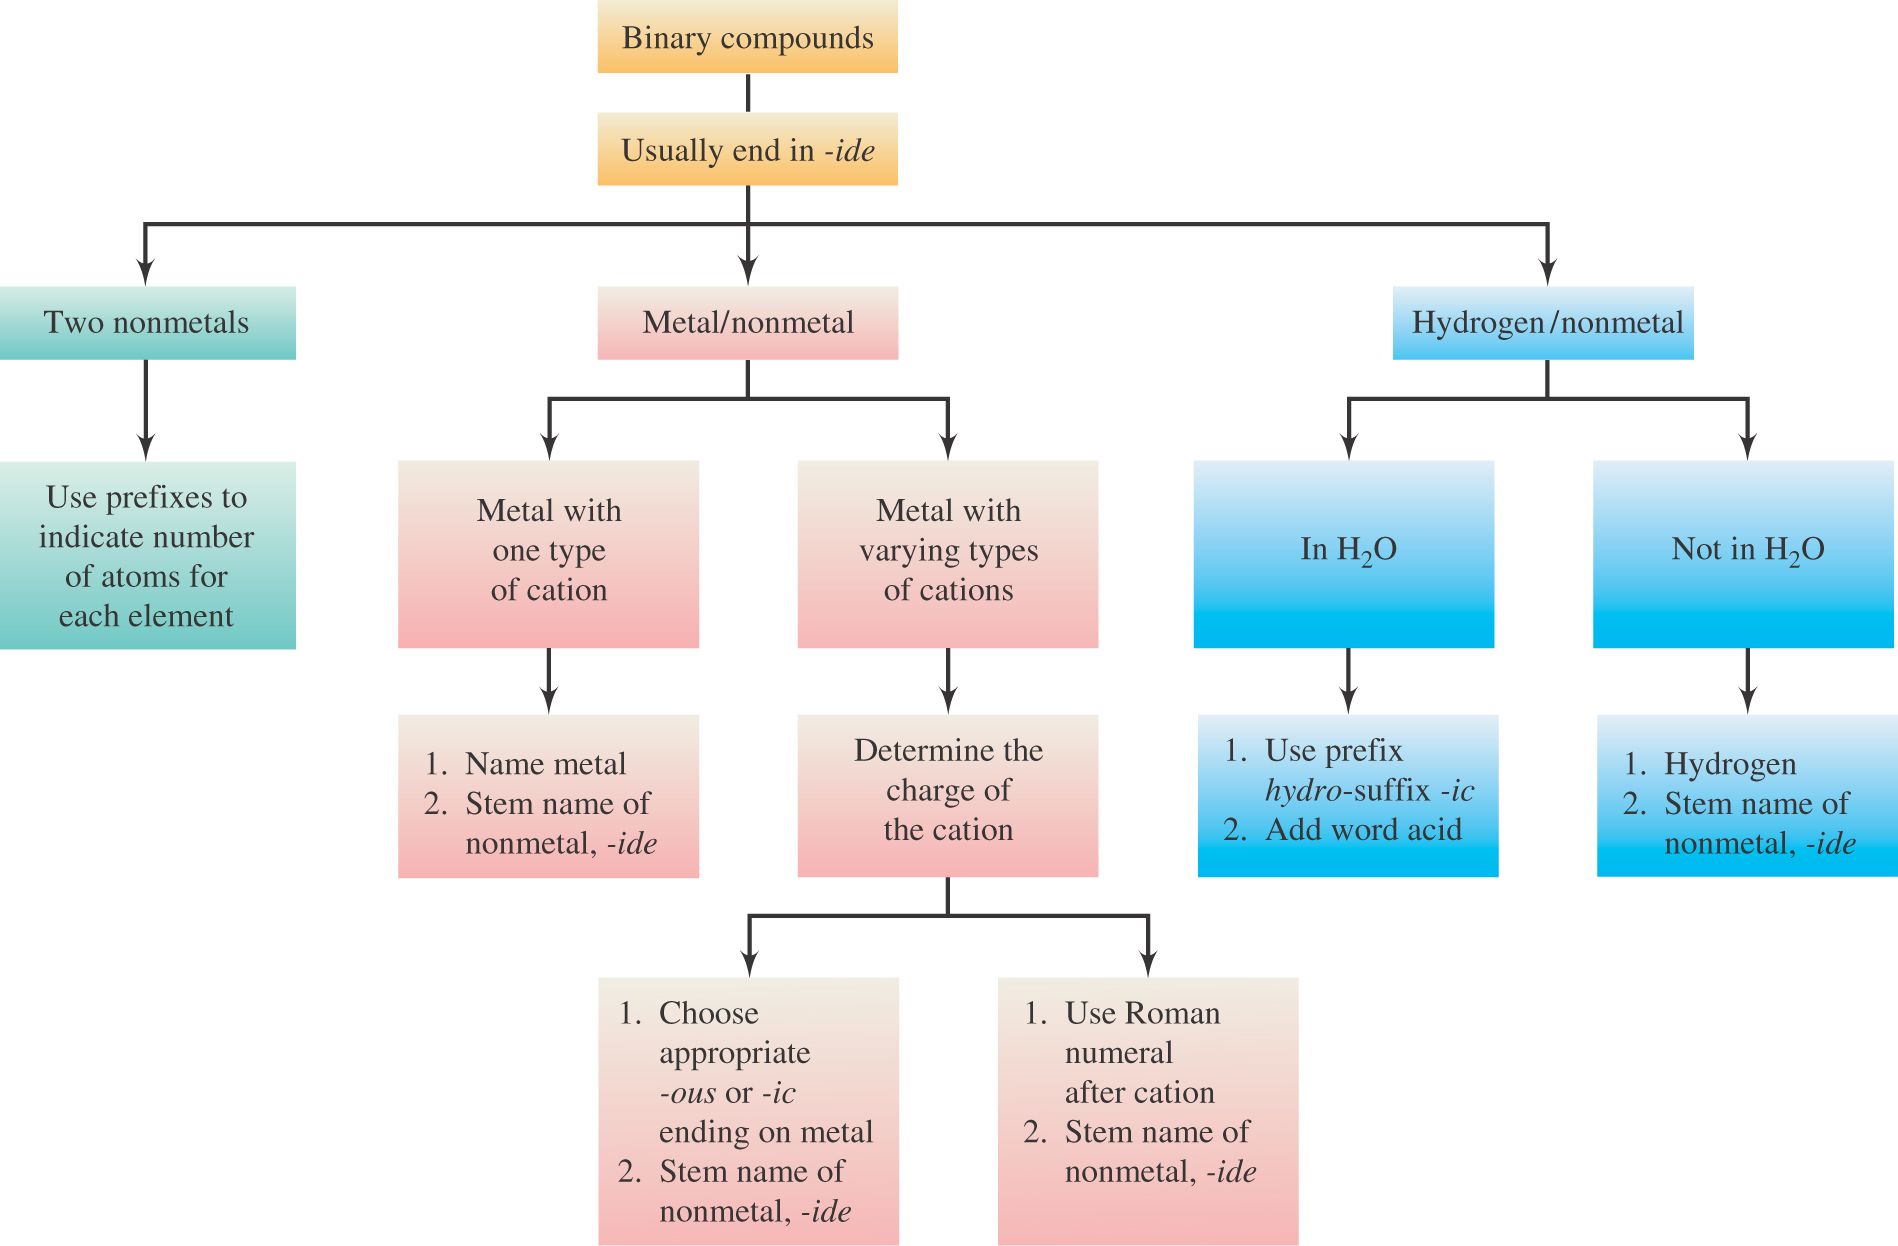 Binary compounds
Usually end in -ide
Two nonmetals
Metal/nonmetal
Hydrogen/nonmetal
Use prefixes to
indicate number
of atoms for
each element
Metal with
one type
of cation
Metal with
varying types
of cations
In H₂O
Not in H₂O
1. Name metal
2. Stem name of
nonmetal, -ide
Determine the
charge of
the cation
1. Use prefix
hydro-suffix -ic
2. Add word acid
1. Hydrogen
2. Stem name of
nonmetal, -ide
1. Choose
appropriate
-ous or -ic
ending on metal
2. Stem name of
nonmetal, -ide
1. Use Roman
numeral
after cation
2. Stem name of
nonmetal, -ide